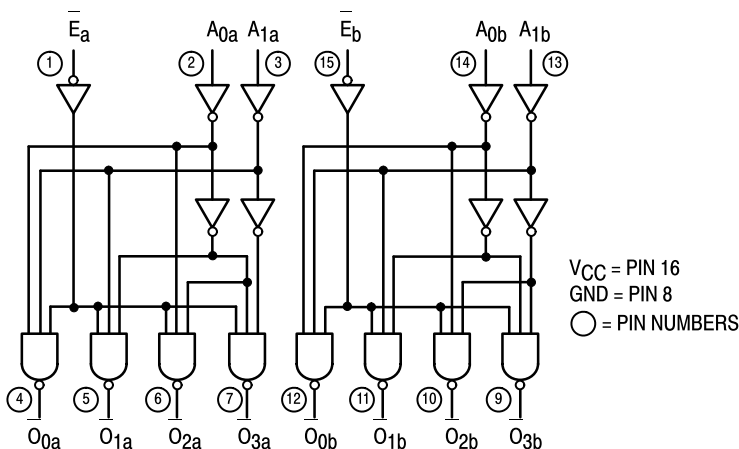 E̅a A0a A1a E̅b A0b A1b
1 2 3 15 14 13
VCC = PIN 16
GND = PIN 8
= PIN NUMBERS
4 5 6 7 12 11 10 9
O̅0a O̅1a O̅2a O̅3a O̅0b O̅1b O̅2b O̅3b